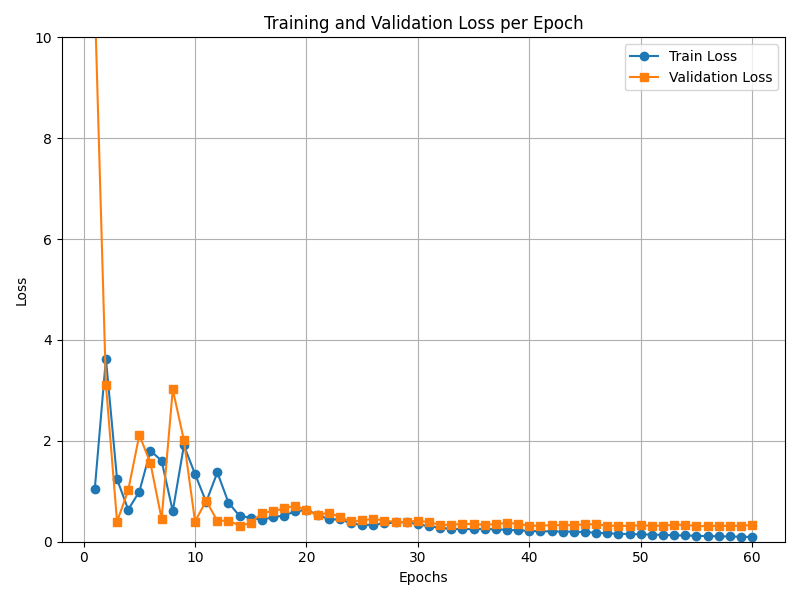 Training and Validation Loss per Epoch
Train Loss
Validation Loss
Loss
10
8
6
4
2
0
0 10 20 30 40 50 60
Epochs